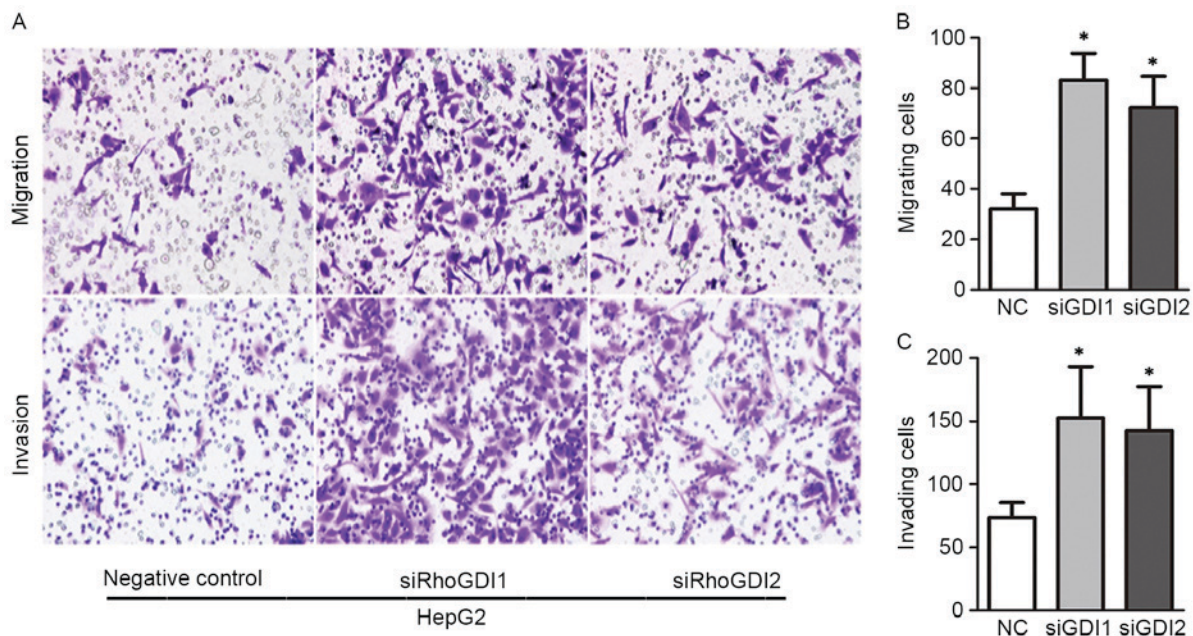 A
Migration
Invasion
Negative control siRhoGDI1 siRhoGDI2
HepG2
B
Migrating cells
100
80
60
40
20
0
*
*
NC siGDI1 siGDI2
C
Invading cells
200
150
100
50
0
*
*
NC siGDI1 siGDI2